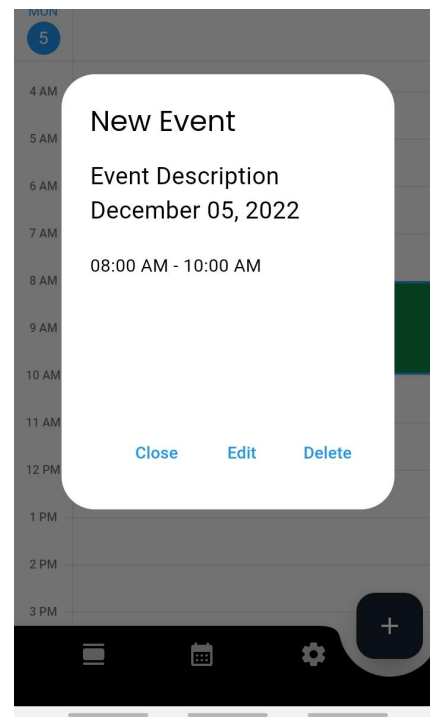 MON
5
4 AM
5 AM
6 AM
7 AM
8 AM
9 AM
10 AM
11 AM
12 PM
1 PM
2 PM
3 PM
New Event
Event Description
December 05, 2022
08:00 AM - 10:00 AM
Close Edit Delete
+